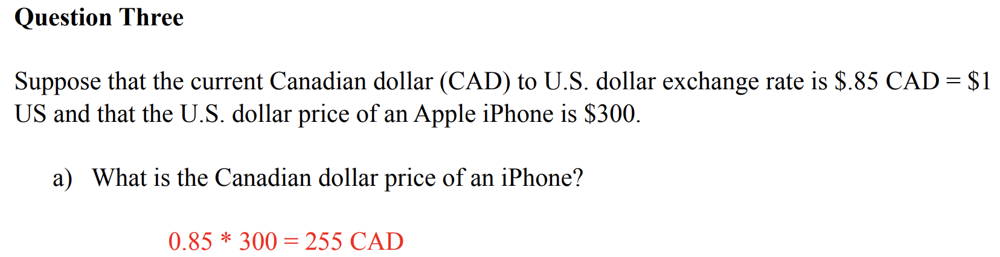 Question Three
Suppose that the current Canadian dollar (CAD) to U.S. dollar exchange rate is $.85 CAD = $1
US and that the U.S. dollar price of an Apple iPhone is $300.
a) What is the Canadian dollar price of an iPhone?
0.85 * 300 = 255 CAD